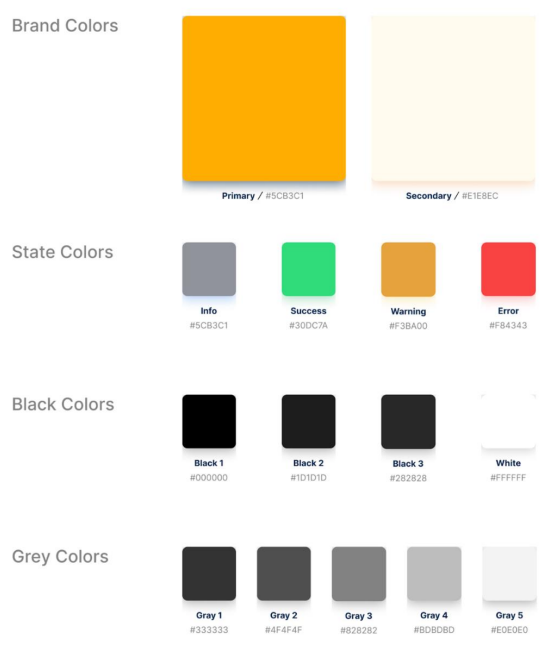 Brand Colors
Primary / #5CB3C1
Secondary / #E1E8EC
State Colors
Info
#5CB3C1
Success
#30DC7A
Warning
#F3BA00
Error
#F84343
Black Colors
Black 1
#000000
Black 2
#1D1D1D
Black 3
#282828
White
#FFFFFF
Grey Colors
Gray 1
#333333
Gray 2
#4F4F4F
Gray 3
#828282
Gray 4
#BDBDBD
Gray 5
#E0E0E0